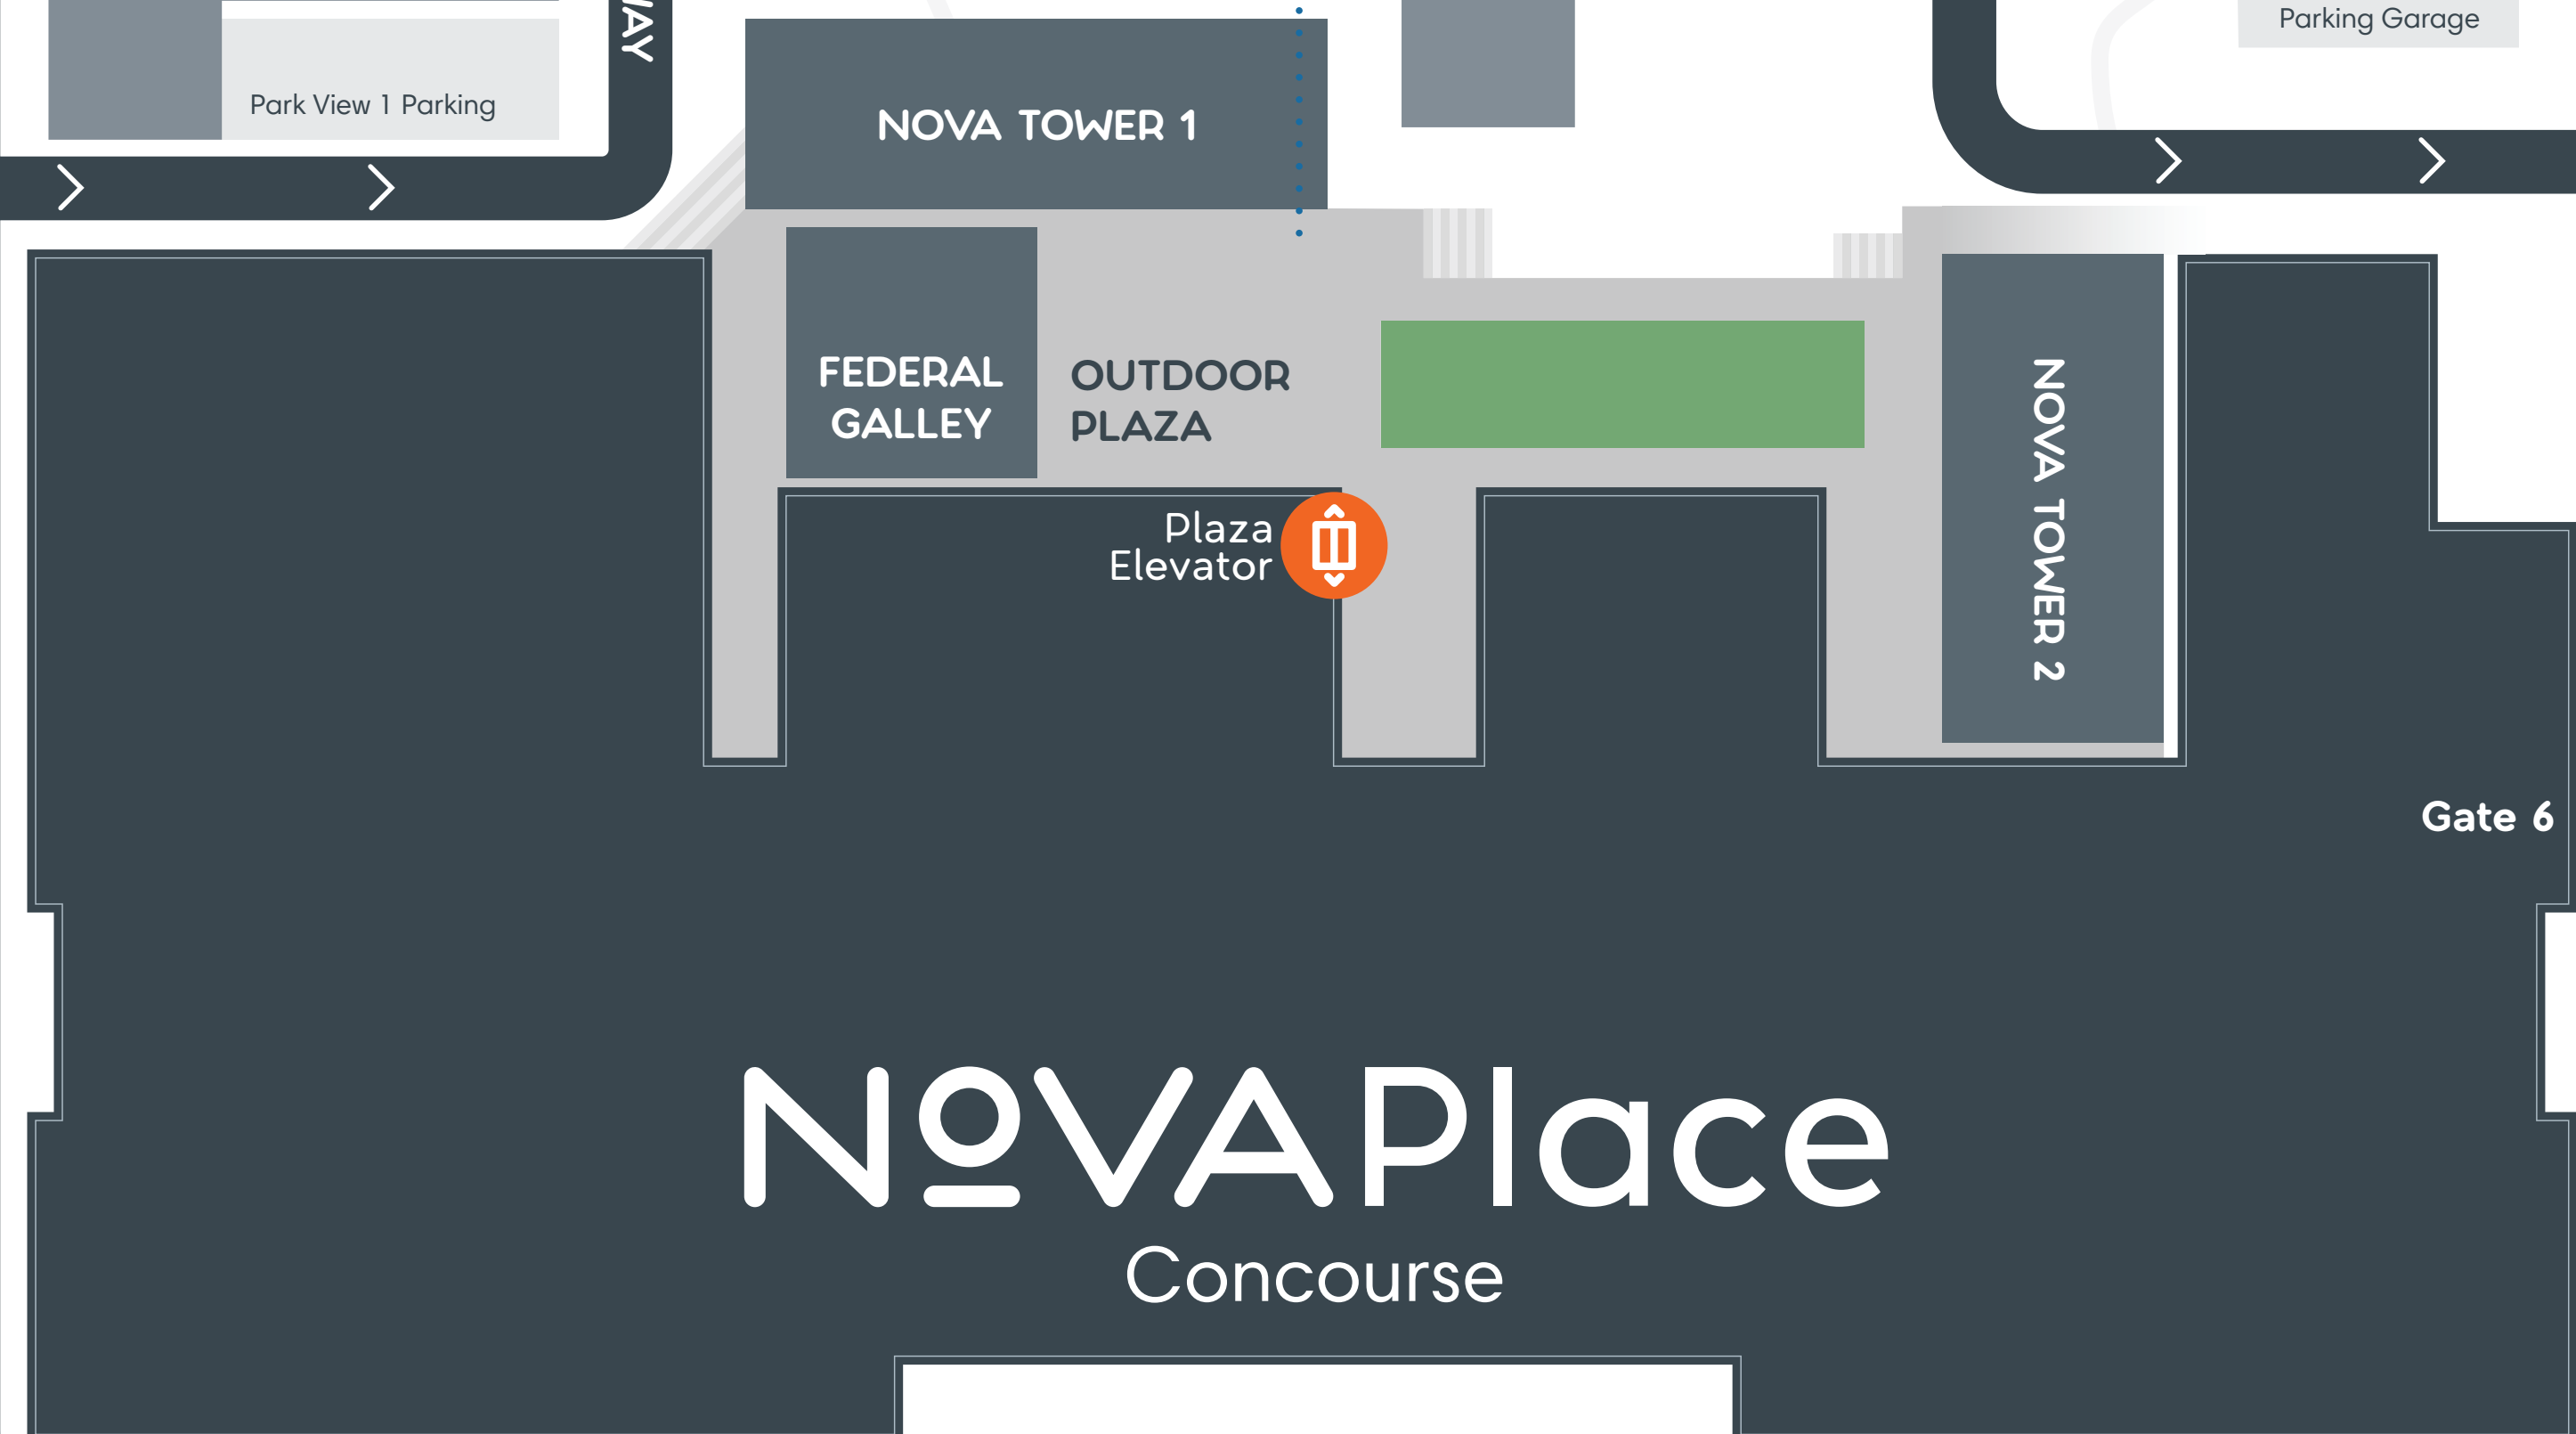 Parking Garage
Park View 1 Parking
NOVA TOWER 1
FEDERAL
GALLEY
OUTDOOR
PLAZA
NOVA TOWER 2
Plaza
Elevator
Gate 6
NOVAPlace
Concourse